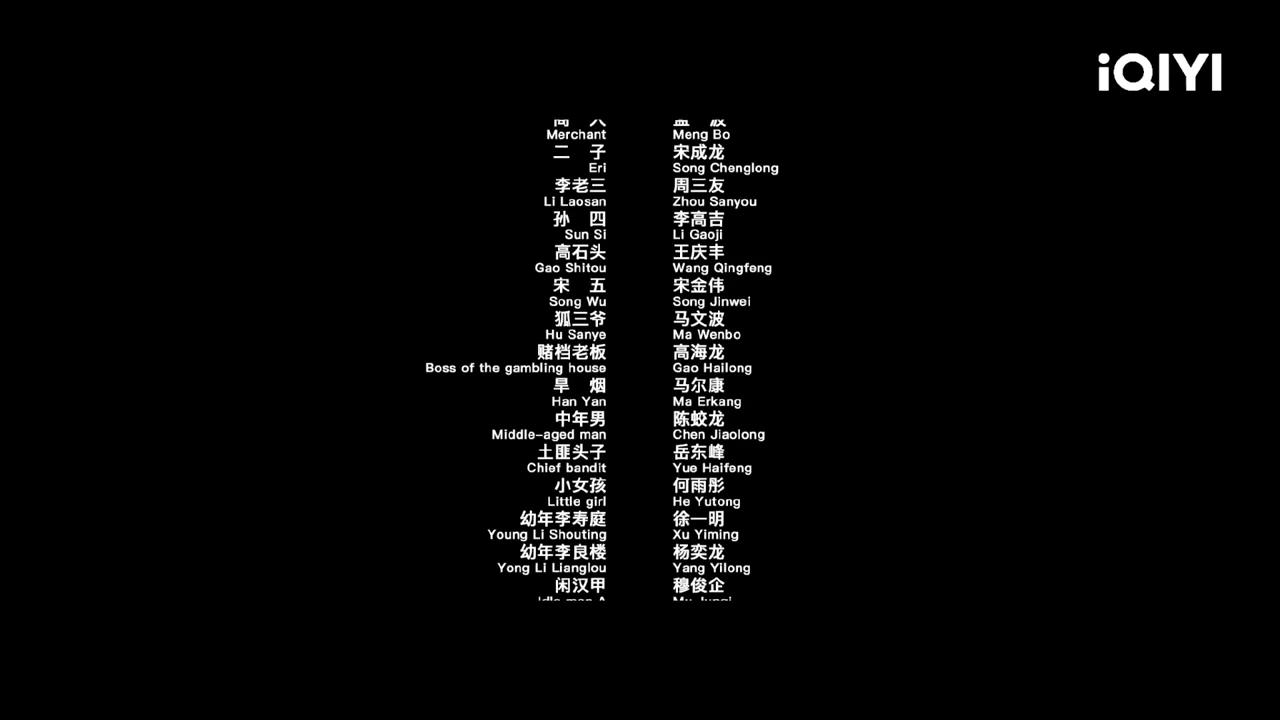 iQIYI
Merchant Meng Bo
二 子 宋成龙
Eri Song Chenglong
李老三 周三友
Li Laosan Zhou Sanyou
孙 四 李高吉
Sun Si Li Gaoji
高石头 王庆丰
Gao Shitou Wang Qingfeng
宋 五 宋金伟
Song Wu Song Jinwei
狐三爷 马文波
Hu Sanye Ma Wenbo
赌档老板 高海龙
Boss of the gambling house Gao Hailong
旱 烟 马尔康
Han Yan Ma Erkang
中年男 陈蛟龙
Middle-aged man Chen Jiaolong
土匪头子 岳东峰
Chief bandit Yue Haifeng
小女孩 何雨彤
Little girl He Yutong
幼年李寿庭 徐一明
Young Li Shouting Xu Yiming
幼年李良楼 杨奕龙
Yong Li Lianglou Yang Yilong
闲汉甲 穆俊企